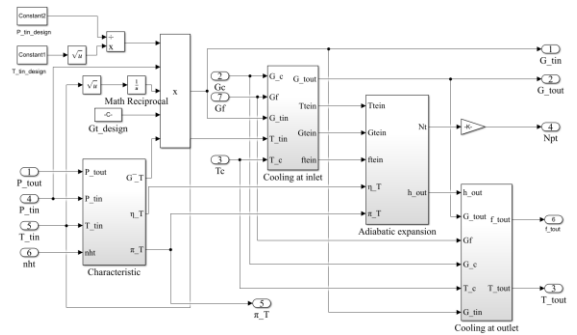 Constant2
P_tin_design
÷
x
Constant1
√u
T_tin_design
√u
1
u
Math Reciprocal
-C-
Gt_design
x
1
P_tout
4
P_tin
5
T_tin
6
nht
P_tout
P_tin
T_tin
nht
G_T
η_T
π_T
Characteristic
2
Gc
7
Gf
3
Tc
G_c
Gf
G_tin
T_tin
T_c
G_tout
Ttein
Gtein
ftein
Cooling at inlet
Ttein
Gtein
ftein
η_T
π_T
Nt
h_out
Adiabatic expansion
-K-
5
π_T
h_out
G_tout
Gf
G_c
T_c
G_tin
f_tout
T_tout
Cooling at outlet
1
G_tin
2
G_tout
4
Npt
6
f_tout
3
T_tout